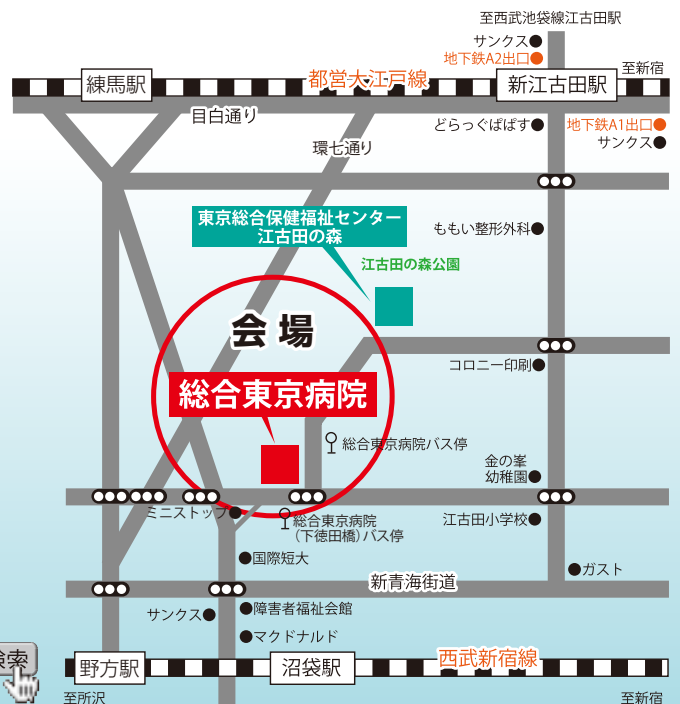 至西武池袋線江古田駅
サンクス
地下鉄A2出口
都営大江戸線
至新宿
練馬駅
新江古田駅
目白通り
どらっぐぱぱす
地下鉄A1出口
サンクス
環七通り
東京総合保健福祉センター
江古田の森
ももい整形外科
江古田の森公園
会場
コロニー印刷
総合東京病院
総合東京病院バス停
金の峯
幼稚園
ミニストップ
総合東京病院
（下徳田橋）バス停
江古田小学校
国際短大
ガスト
新青海街道
サンクス
障害者福祉会館
マクドナルド
検索
野方駅
沼袋駅
西武新宿線
至所沢
至新宿